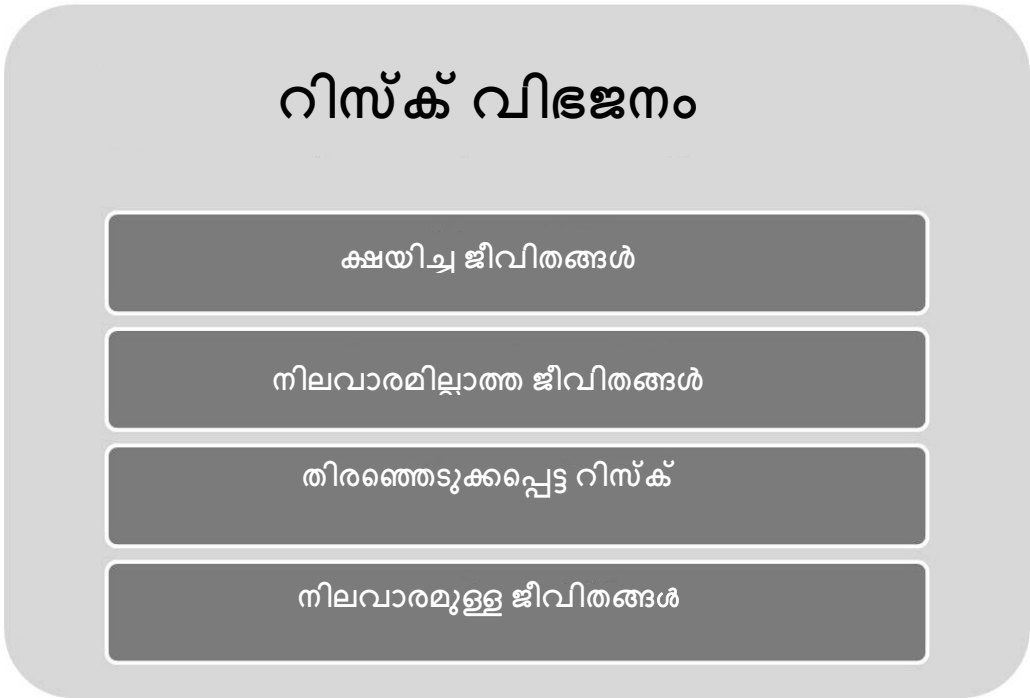 റിസ്ക് വിഭജനം
ക്ഷയിച്ച ജീവിതങ്ങൾ
നിലവാരമില്ലാത്ത ജീവിതങ്ങൾ
തിരഞ്ഞെടുക്കപ്പെട്ട റിസ്ക്
നിലവാരമുള്ള ജീവിതങ്ങൾ